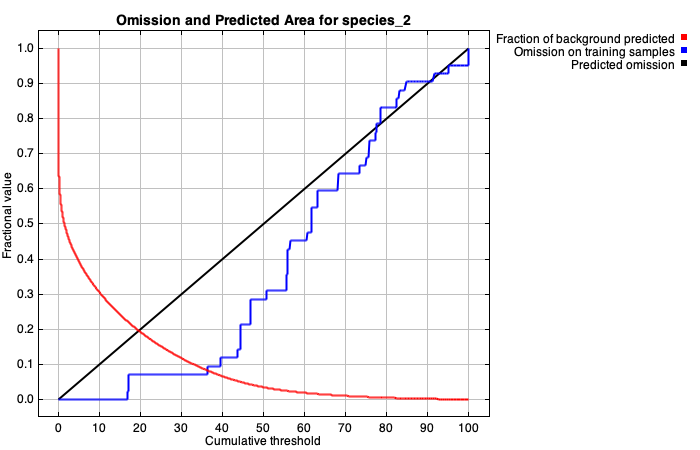 Omission and Predicted Area for species_2
Fraction of background predicted
Omission on training samples
Predicted omission
1.0
0.9
0.8
0.7
0.6
0.5
0.4
0.3
0.2
0.1
0.0
Fractional value
0 10 20 30 40 50 60 70 80 90 100
Cumulative threshold